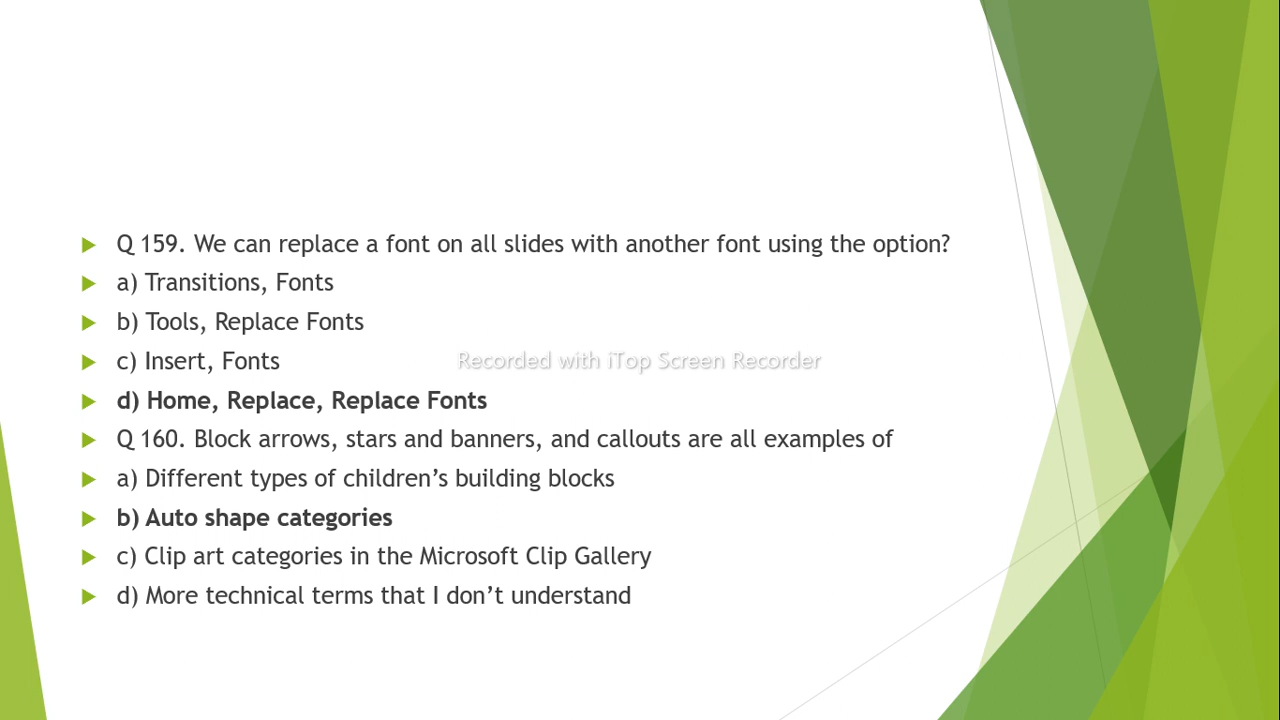 Q 159. We can replace a font on all slides with another font using the option?
a) Transitions, Fonts
b) Tools, Replace Fonts
c) Insert, Fonts
Recorded with iTop Screen Recorder
d) Home, Replace, Replace Fonts
Q 160. Block arrows, stars and banners, and callouts are all examples of
a) Different types of children’s building blocks
b) Auto shape categories
c) Clip art categories in the Microsoft Clip Gallery
d) More technical terms that I don’t understand